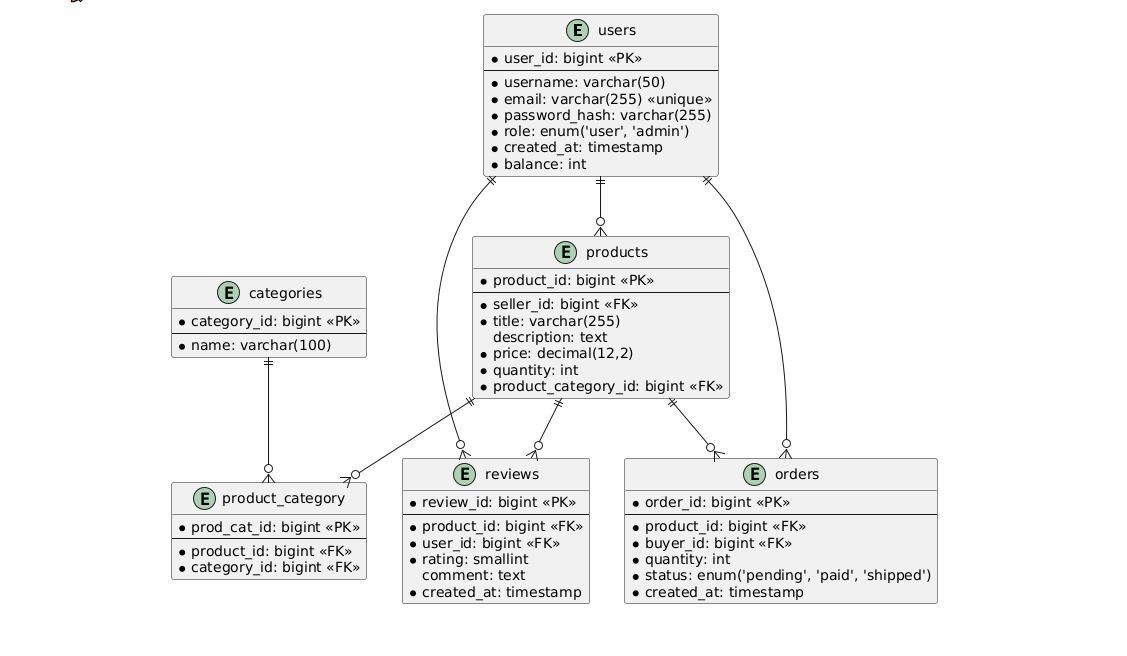 E users
user_id: bigint «PK»
username: varchar(50)
email: varchar(255) «unique»
password_hash: varchar(255)
role: enum('user', 'admin')
created_at: timestamp
balance: int
E products
product_id: bigint «PK»
seller_id: bigint «FK»
title: varchar(255)
description: text
price: decimal(12,2)
quantity: int
product_category_id: bigint «FK»
E categories
category_id: bigint «PK»
name: varchar(100)
E product_category
prod_cat_id: bigint «PK»
product_id: bigint «FK»
category_id: bigint «FK»
E reviews
review_id: bigint «PK»
product_id: bigint «FK»
user_id: bigint «FK»
rating: smallint
comment: text
created_at: timestamp
E orders
order_id: bigint «PK»
product_id: bigint «FK»
buyer_id: bigint «FK»
quantity: int
status: enum('pending', 'paid', 'shipped')
created_at: timestamp